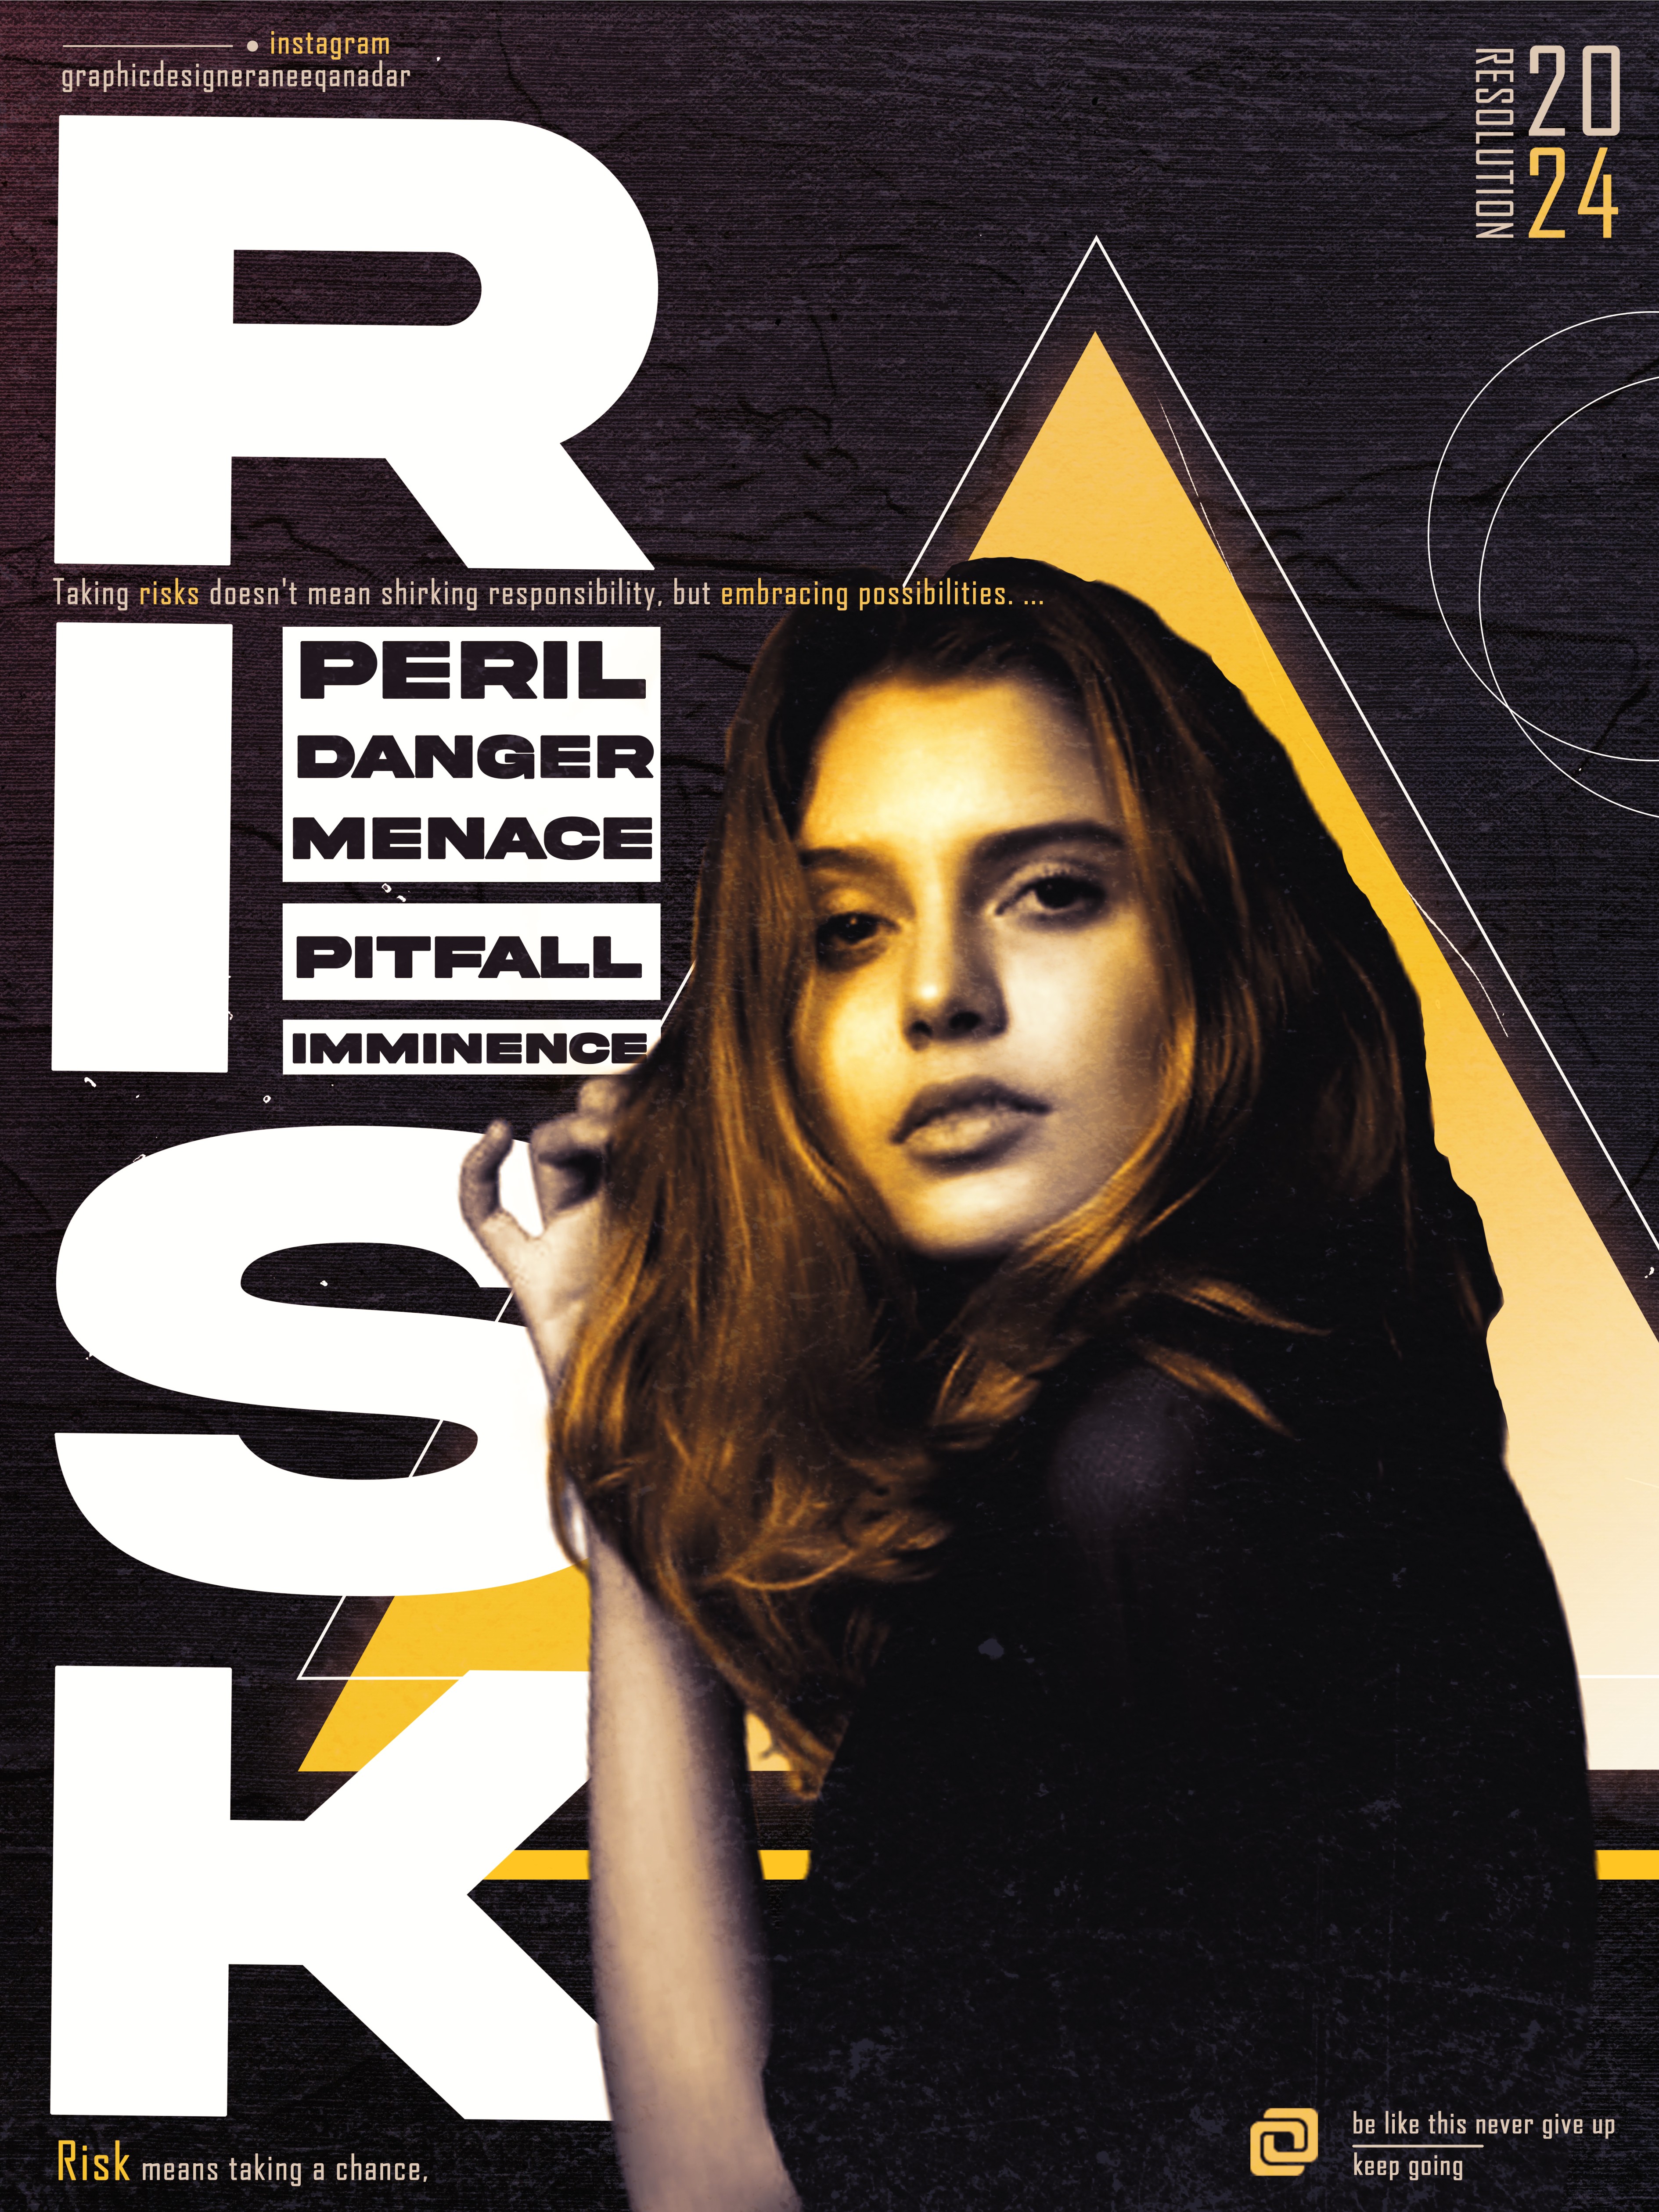 instagram
graphicdesigneraneeqanadar
RESOLUTION
20
24
R
Taking risks doesn't mean shirking responsibility, but embracing possibilities. ...
I
PERIL
DANGER
MENACE
PITFALL
IMMINENCE
S
K
Risk means taking a chance,
be like this never give up
keep going